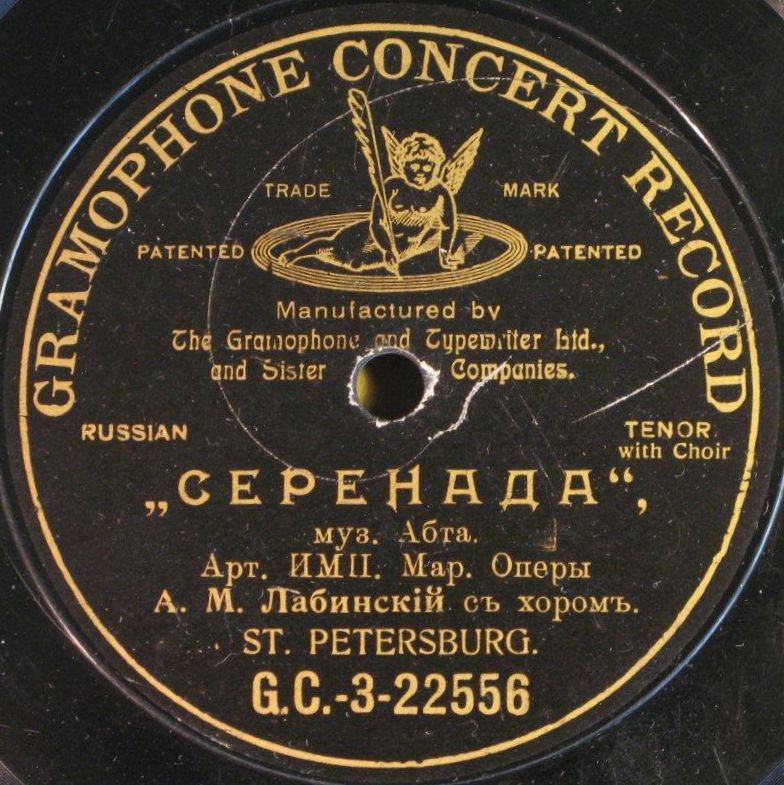 GRAMOPHONE CONCERT RECORD
TRADE MARK
PATENTED PATENTED
Manufactured by
The Gramophone and Typewriter Ltd.,
and Sister Companies.
RUSSIAN
TENOR
with Choir
„СЕРЕНАДА“,
муз. Абта.
Арт. ИМП. Мар. Оперы
А. М. Лабинскій съ хоромъ.
ST. PETERSBURG.
G.C.-3-22556